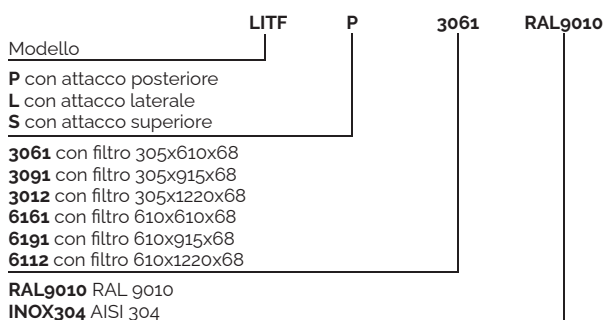 LITF P 3061 RAL9010
Modello
P con attacco posteriore
L con attacco laterale
S con attacco superiore
3061 con filtro 305x610x68
3091 con filtro 305x915x68
3012 con filtro 305x1220x68
6161 con filtro 610x610x68
6191 con filtro 610x915x68
6112 con filtro 610x1220x68
RAL9010 RAL 9010
INOX304 AISI 304